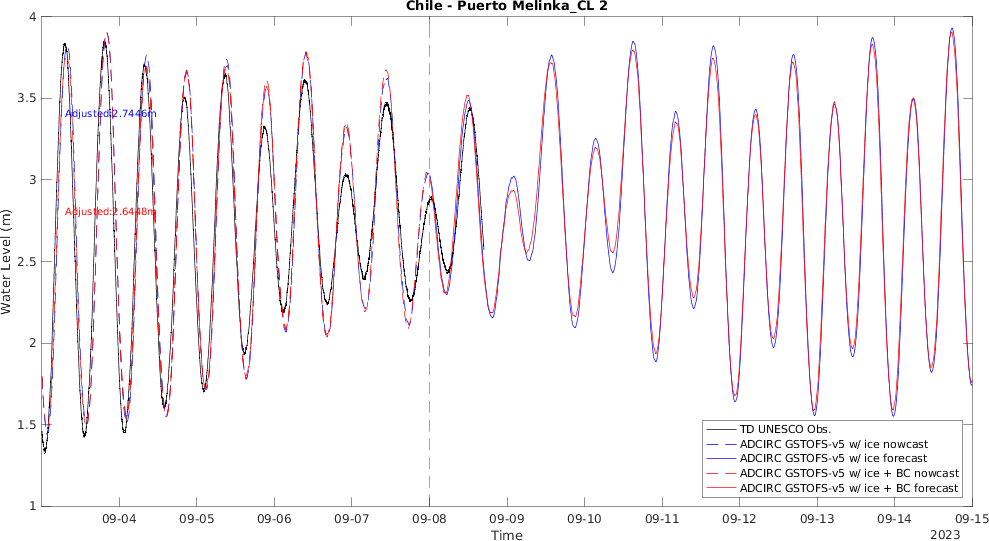 Chile - Puerto Melinka_CL 2
4
3.5
3
2.5
2
1.5
1
Water Level (m)
Adjusted:2.7446m
Adjusted:2.6448m
TD UNESCO Obs.
ADCIRC GSTOFS-v5 w/ ice nowcast
ADCIRC GSTOFS-v5 w/ ice forecast
ADCIRC GSTOFS-v5 w/ ice + BC nowcast
ADCIRC GSTOFS-v5 w/ ice + BC forecast
09-04 09-05 09-06 09-07 09-08 09-09 09-10 09-11 09-12 09-13 09-14 09-15
2023
Time